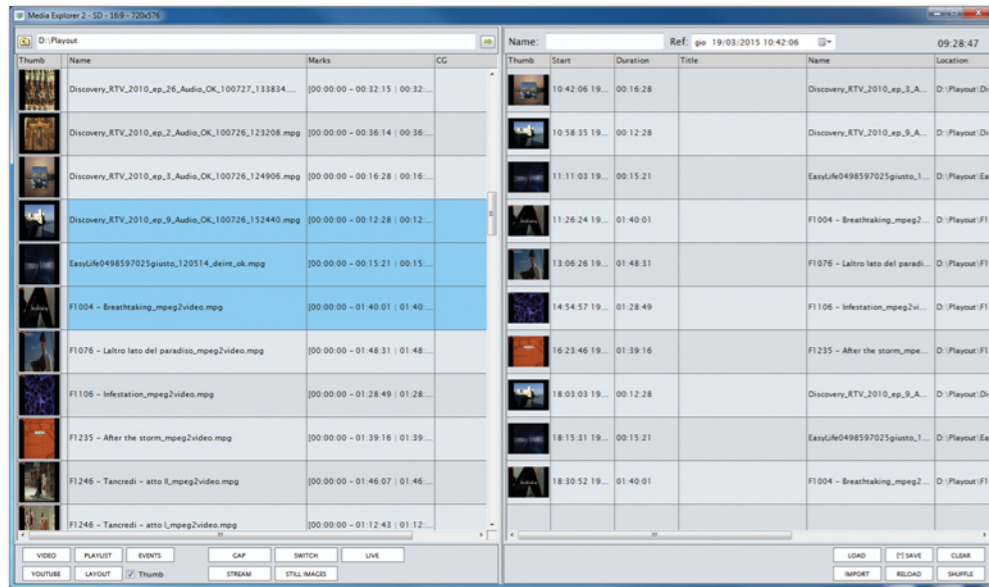 Media Explorer 2 - SD - 16:9 - 720x576
D:\Playout
Thumb Name Marks CG
Discovery_RTV_2010_ep_26_Audio_OK_100727_133834.... [00:00:00 - 00:32:15 | 00:32:...
Discovery_RTV_2010_ep_2_Audio_OK_100726_123208.mpg [00:00:00 - 00:36:14 | 00:36:...
Discovery_RTV_2010_ep_3_Audio_OK_100726_124906.mpg [00:00:00 - 00:16:28 | 00:16:...
Discovery_RTV_2010_ep_9_Audio_OK_100726_152440.mpg [00:00:00 - 00:12:28 | 00:12:...
EasyLife0498597025giusto_120514_deint_ok.mpg [00:00:00 - 00:15:21 | 00:15:...
F1004 - Breathtaking_mpeg2video.mpg [00:00:00 - 01:40:01 | 01:40:...
F1076 - Laltro lato del paradiso_mpeg2video.mpg [00:00:00 - 01:48:31 | 01:48:...
F1106 - Infestation_mpeg2video.mpg [00:00:00 - 01:28:49 | 01:28:...
F1235 - After the storm_mpeg2video.mpg [00:00:00 - 01:39:16 | 01:39:...
F1246 - Tancredi - atto II_mpeg2video.mpg [00:00:00 - 01:46:07 | 01:46:...
F1246 - Tancredi - atto I_mpeg2video.mpg [00:00:00 - 01:12:43 | 01:12:...
VIDEO PLAYLIST EVENTS GAP SWITCH LIVE
YOUTUBE LAYOUT Thumb STREAM STILL IMAGES
Name: Ref: gio 19/03/2015 10:42:06 09:28:47
Thumb Start Duration Title Name Location
10:42:06 19... 00:16:28 Discovery_RTV_2010_ep_3_A... D:\Playout\Di
10:58:35 19... 00:12:28 Discovery_RTV_2010_ep_9_A... D:\Playout\Di
11:11:03 19... 00:15:21 EasyLife0498597025giusto_1... D:\Playout\Ea
11:26:24 19... 01:40:01 F1004 - Breathtaking_mpeg2... D:\Playout\F1
13:06:26 19... 01:48:31 F1076 - Laltro lato del paradi... D:\Playout\F1
14:54:57 19... 01:28:49 F1106 - Infestation_mpeg2vi... D:\Playout\F1
16:23:46 19... 01:39:16 F1235 - After the storm_mpe... D:\Playout\F1
18:03:03 19... 00:12:28 Discovery_RTV_2010_ep_9_A... D:\Playout\Di
18:15:31 19... 00:15:21 EasyLife0498597025giusto_1... D:\Playout\Ea
18:30:52 19... 01:40:01 F1004 - Breathtaking_mpeg2... D:\Playout\F1
LOAD [*] SAVE CLEAR
IMPORT RELOAD SHUFFLE